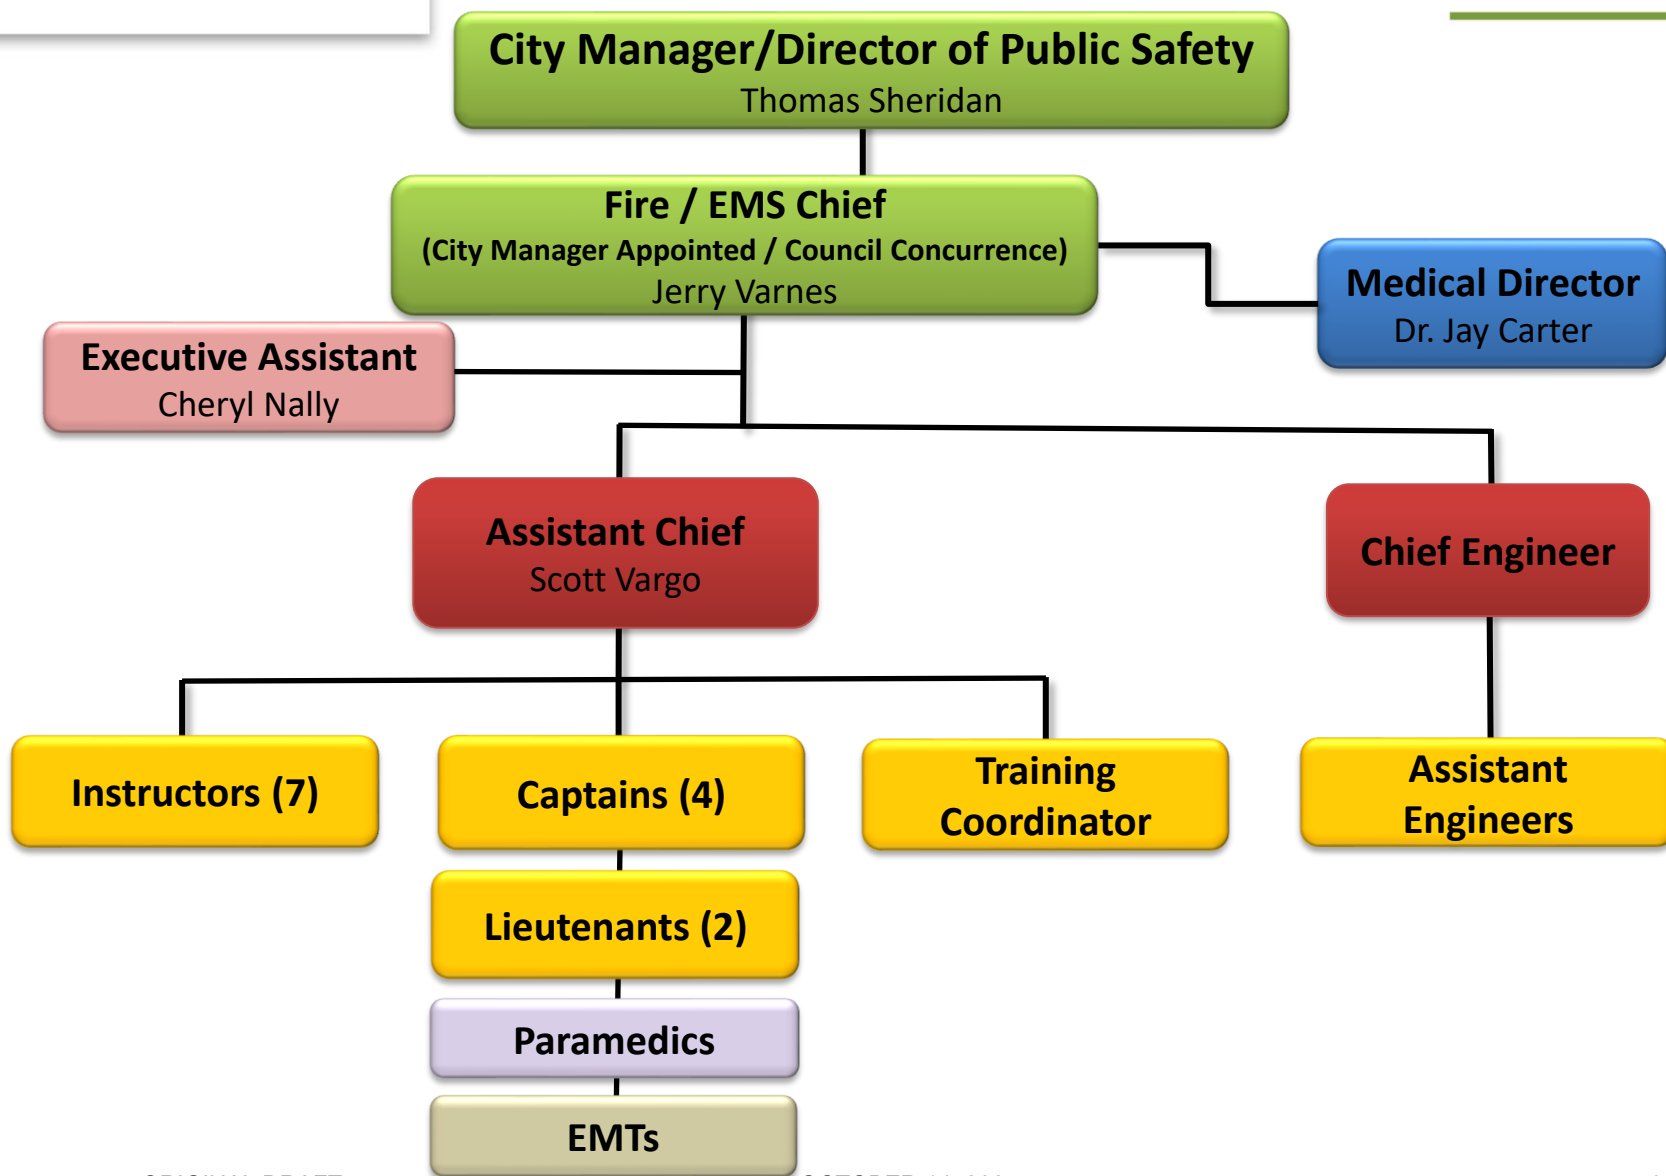 City Manager/Director of Public Safety
Thomas Sheridan
Fire / EMS Chief
(City Manager Appointed / Council Concurrence)
Jerry Varnes
Medical Director
Dr. Jay Carter
Executive Assistant
Cheryl Nally
Assistant Chief
Scott Vargo
Chief Engineer
Instructors (7)
Captains (4)
Training
Coordinator
Assistant
Engineers
Lieutenants (2)
Paramedics
EMTs